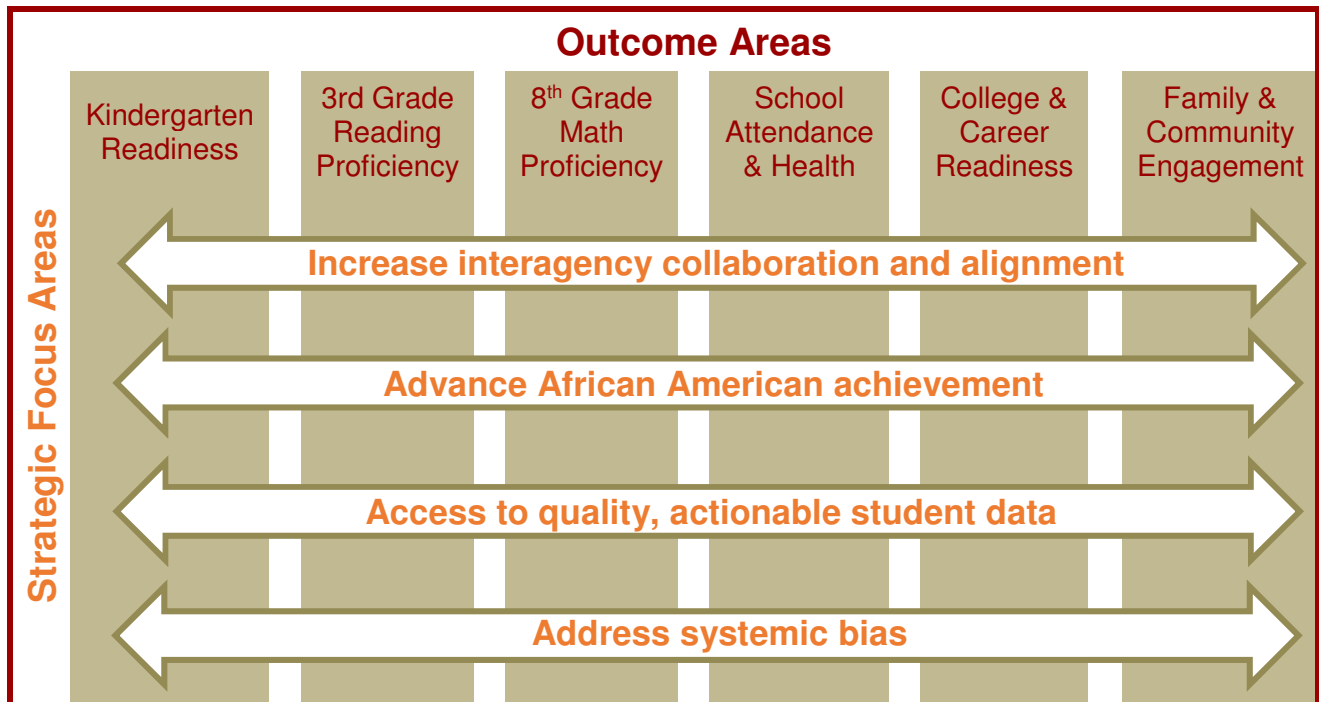 Outcome Areas
Kindergarten
Readiness
3rd Grade
Reading
Proficiency
8th Grade
Math
Proficiency
School
Attendance
& Health
College &
Career
Readiness
Family &
Community
Engagement
Strategic Focus Areas
Increase interagency collaboration and alignment
Advance African American achievement
Access to quality, actionable student data
Address systemic bias